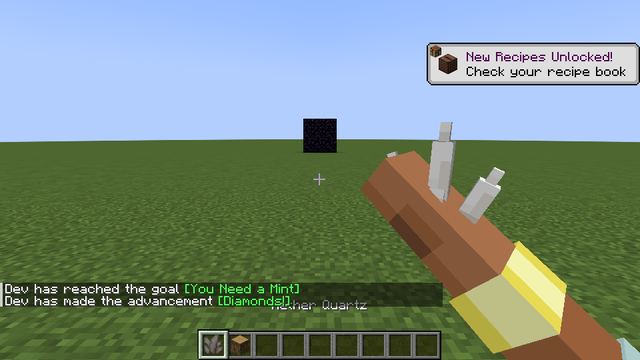 New Recipes Unlocked!
Check your recipe book
Dev has reached the goal [You Need a Mint]
Dev has made the advancement [Diamonds!]
Nether Quartz